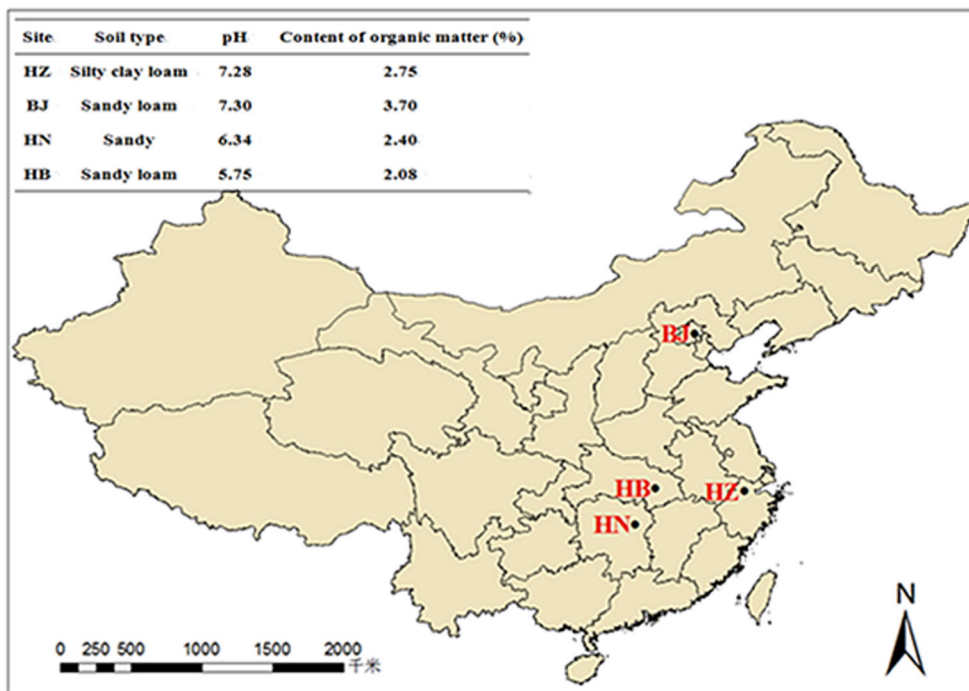 Site Soil type pH Content of organic matter (%)
HZ Silty clay loam 7.28 2.75
BJ Sandy loam 7.30 3.70
HN Sandy 6.34 2.40
HB Sandy loam 5.75 2.08
BJ
HB
HZ
HN
N
0 250 500 1000 1500 2000
千米